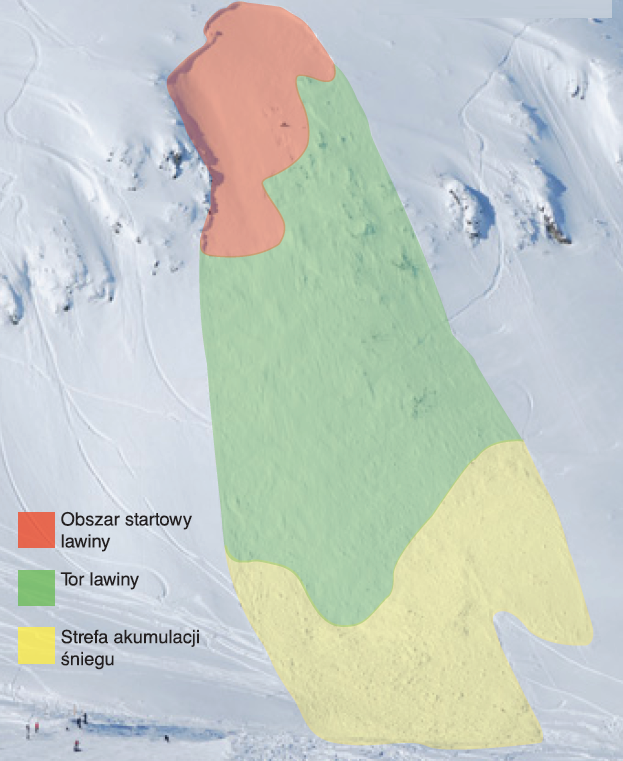 Obszar startowy
lawiny
Tor lawiny
Strefa akumulacji
śniegu